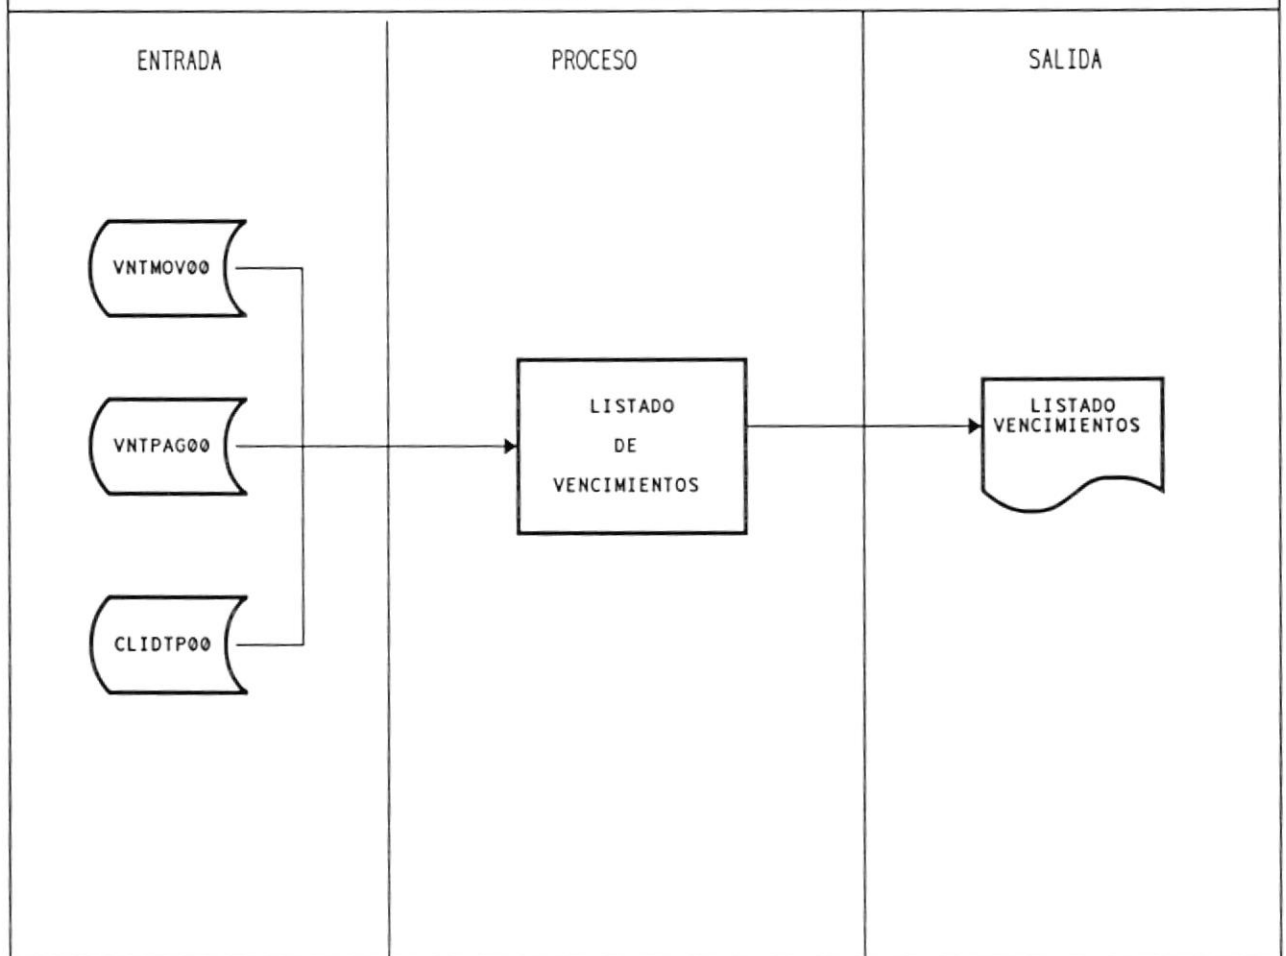 ENTRADA
PROCESO
SALIDA
VNTMOV00
VNTPAG00
CLIDTP00
LISTADO
DE
VENCIMIENTOS
LISTADO
VENCIMIENTOS